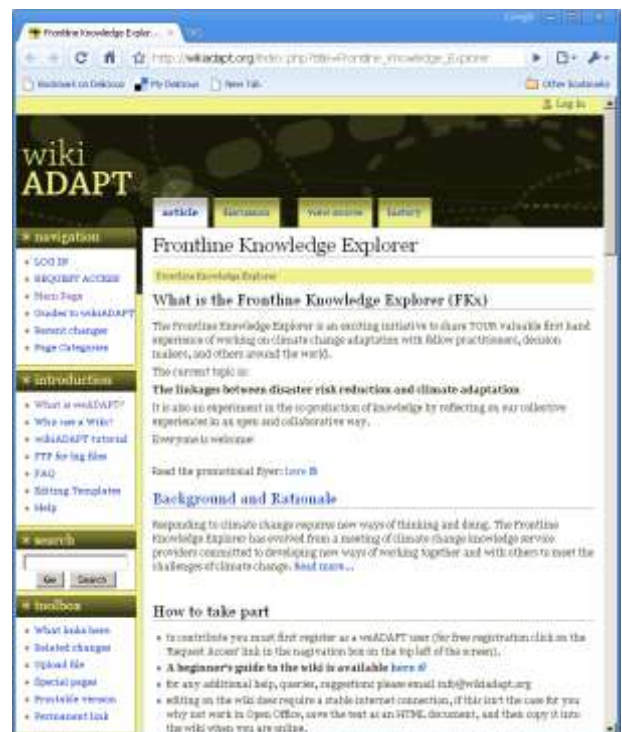 Frontline Knowledge Explor...
http://wikiadapt.org/index.php?title=Frontline_Knowledge_Explorer
Bookmark on Delicious
My Delicious
New Tab
Other bookmarks
Log in
wiki
ADAPT
article
discussion
view source
history
navigation
LOG IN
REQUEST ACCESS
Main Page
Guides to wikiADAPT
Recent changes
Page Categories
introduction
What is weADAPT?
Why use a Wiki?
wikiADAPT tutorial
FTP for big files
FAQ
Editing Templates
Help
search
Go
Search
toolbox
What links here
Related changes
Upload file
Special pages
Printable version
Permanent link
Frontline Knowledge Explorer
Frontline Knowledge Explorer
What is the Frontline Knowledge Explorer (FKx)
The Frontline Knowledge Explorer is an exciting initiative to share YOUR valuable first hand
experience of working on climate change adaptation with fellow practitioners, decision
makers, and others around the world.
The current topic is:
The linkages between disaster risk reduction and climate adaptation
It is also an experiment in the co-production of knowledge by reflecting on our collective
experiences in an open and collaborative way.
Everyone is welcome!
Read the promotional flyer: here
Background and Rationale
Responding to climate change requires new ways of thinking and doing. The Frontline
Knowledge Explorer has evolved from a meeting of climate change knowledge service
providers committed to developing new ways of working together and with others to meet the
challenges of climate change. Read more...
How to take part
to contribute you must first register as a weADAPT user (for free registration click on the
'Request Access' link in the navigation box on the top left of the screen).
A beginner's guide to the wiki is available here
for any additional help, queries, suggestions please email info@wikiadapt.org
editing on the wiki does require a stable internet connection, if this isn't the case for you
why not work in Open Office, save the text as an HTML document, and then copy it into
the wiki when you are online.